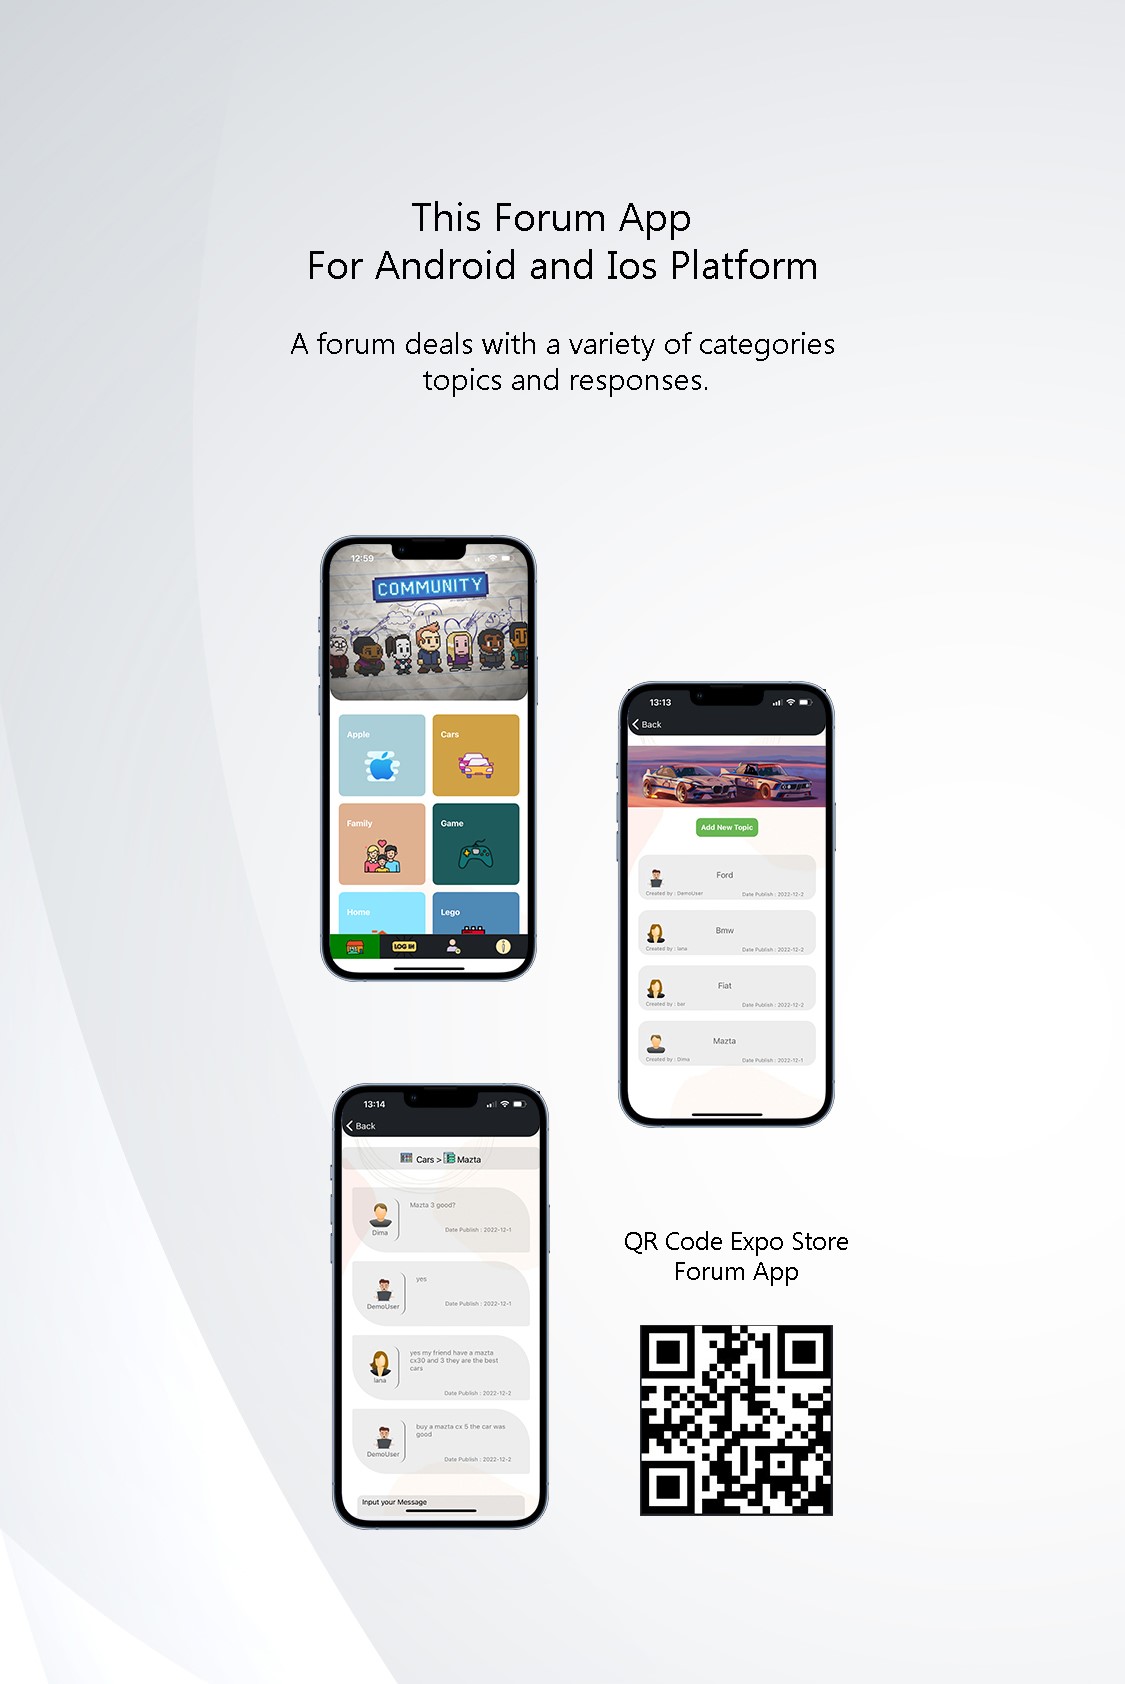 This Forum App
For Android and Ios Platform
A forum deals with a variety of categories
topics and responses.
12:59
COMMUNITY
Apple
Cars
Family
Game
Home
Lego
LOG IN
13:13
Back
Add New Topic
Ford
Created by : DemoUser
Date Publish : 2022-12-2
Bmw
Created by : lana
Date Publish : 2022-12-2
Fiat
Created by : bar
Date Publish : 2022-12-2
Mazta
Created by : Dima
Date Publish : 2022-12-1
13:14
Back
Cars > Mazta
Mazta 3 good?
Dima
Date Publish : 2022-12-1
yes
DemoUser
Date Publish : 2022-12-1
yes my friend have a mazta
cx30 and 3 they are the best
cars
lana
Date Publish : 2022-12-2
buy a mazta cx 5 the car was
good
DemoUser
Date Publish : 2022-12-2
Input your Message
QR Code Expo Store
Forum App